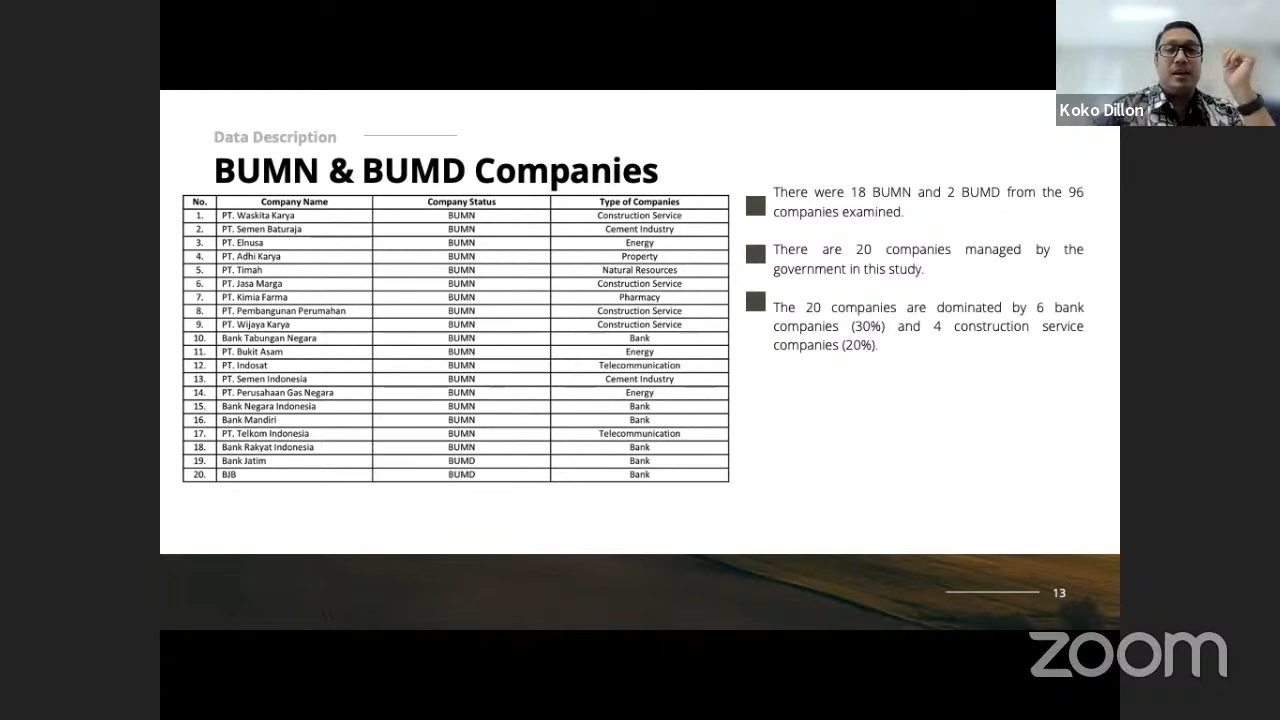 Koko Dillon
Data Description
BUMN & BUMD Companies
No. Company Name Company Status Type of Companies
1. PT. Waskita Karya BUMN Construction Service
2. PT. Semen Baturaja BUMN Cement Industry
3. PT. Elnusa BUMN Energy
4. PT. Adhi Karya BUMN Property
5. PT. Timah BUMN Natural Resources
6. PT. Jasa Marga BUMN Construction Service
7. PT. Kimia Farma BUMN Pharmacy
8. PT. Pembangunan Perumahan BUMN Construction Service
9. PT. Wijaya Karya BUMN Construction Service
10. Bank Tabungan Negara BUMN Bank
11. PT. Bukit Asam BUMN Energy
12. PT. Indosat BUMN Telecommunication
13. PT. Semen Indonesia BUMN Cement Industry
14. PT. Perusahaan Gas Negara BUMN Energy
15. Bank Negara Indonesia BUMN Bank
16. Bank Mandiri BUMN Bank
17. PT. Telkom Indonesia BUMN Telecommunication
18. Bank Rakyat Indonesia BUMN Bank
19. Bank Jatim BUMD Bank
20. BJB BUMD Bank
There were 18 BUMN and 2 BUMD from the 96
companies examined.
There are 20 companies managed by the
government in this study.
The 20 companies are dominated by 6 bank
companies (30%) and 4 construction service
companies (20%).
13
zoom